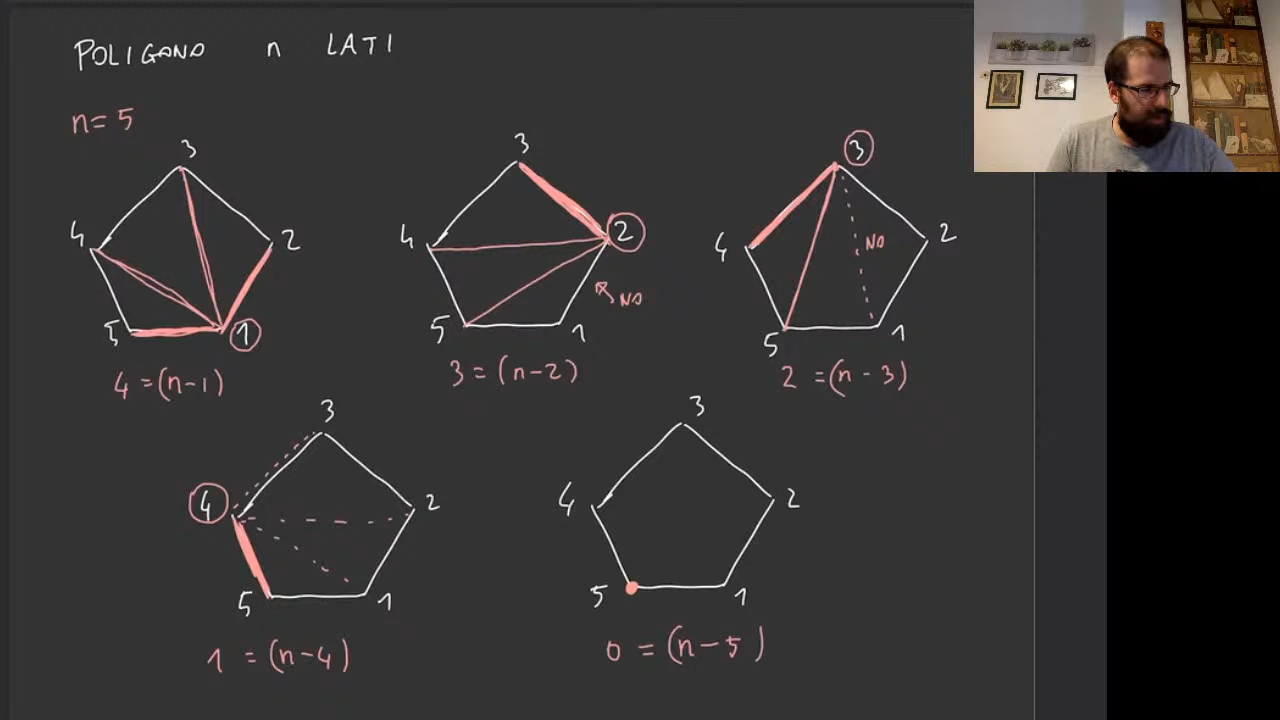 POLIGONO n LATI
n=5
3
4
2
5
1
4 =(n-1)
3
4
2
NO
5
1
3 = (n-2)
3
4
2
NO
5
1
2 =(n - 3)
3
4
2
5
1
1 = (n-4)
3
4
2
5
1
0 = (n-5)